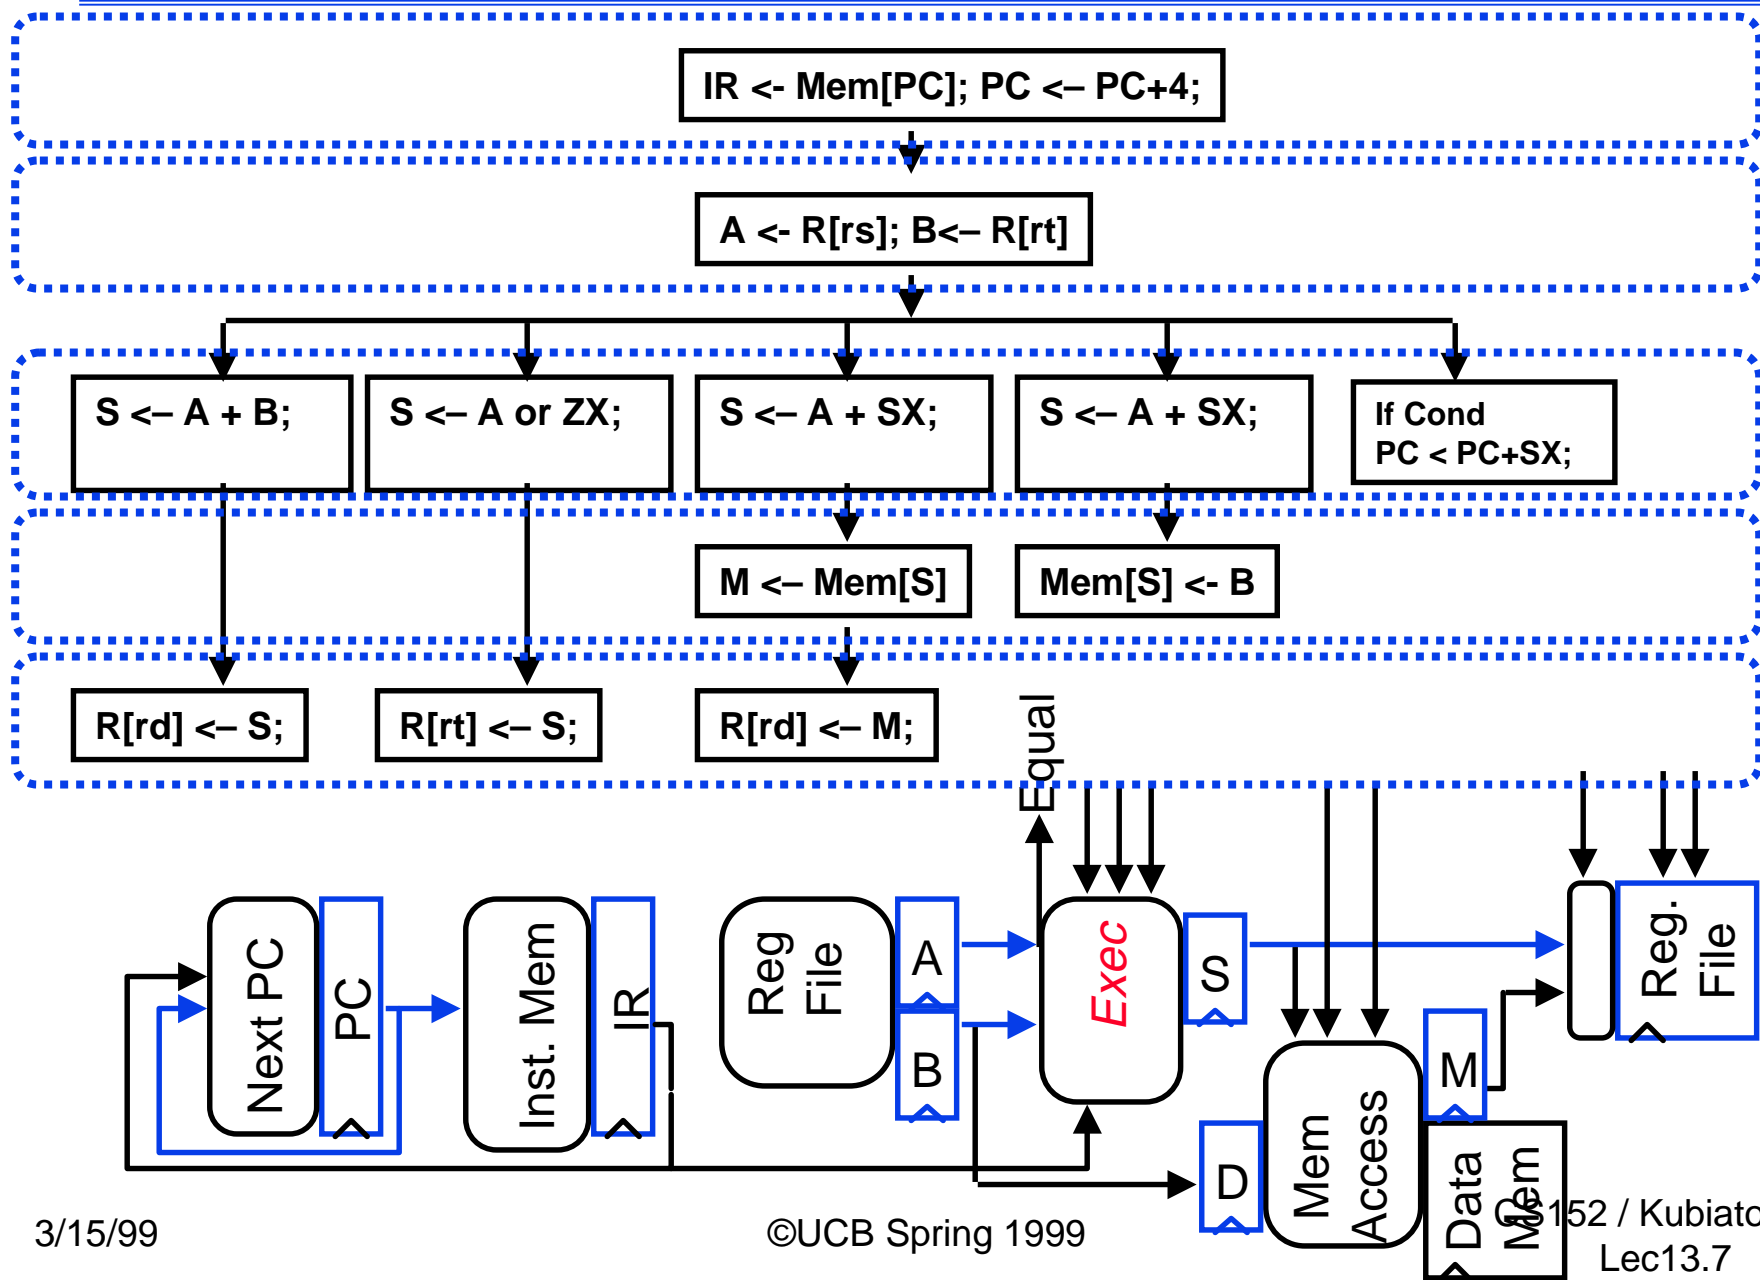 IR <- Mem[PC]; PC <– PC+4;
A <- R[rs]; B<– R[rt]
S <– A + B;
S <– A or ZX;
S <– A + SX;
S <– A + SX;
If Cond
PC < PC+SX;
M <– Mem[S]
Mem[S] <- B
R[rd] <– S;
R[rt] <– S;
R[rd] <– M;
Equal
Next PC
PC
Inst. Mem
IR
Reg
File
A
B
Exec
S
Mem
Access
M
D
Data
Mem
Reg.
File
3/15/99
©UCB Spring 1999
CS152 / Kubiato
Lec13.7